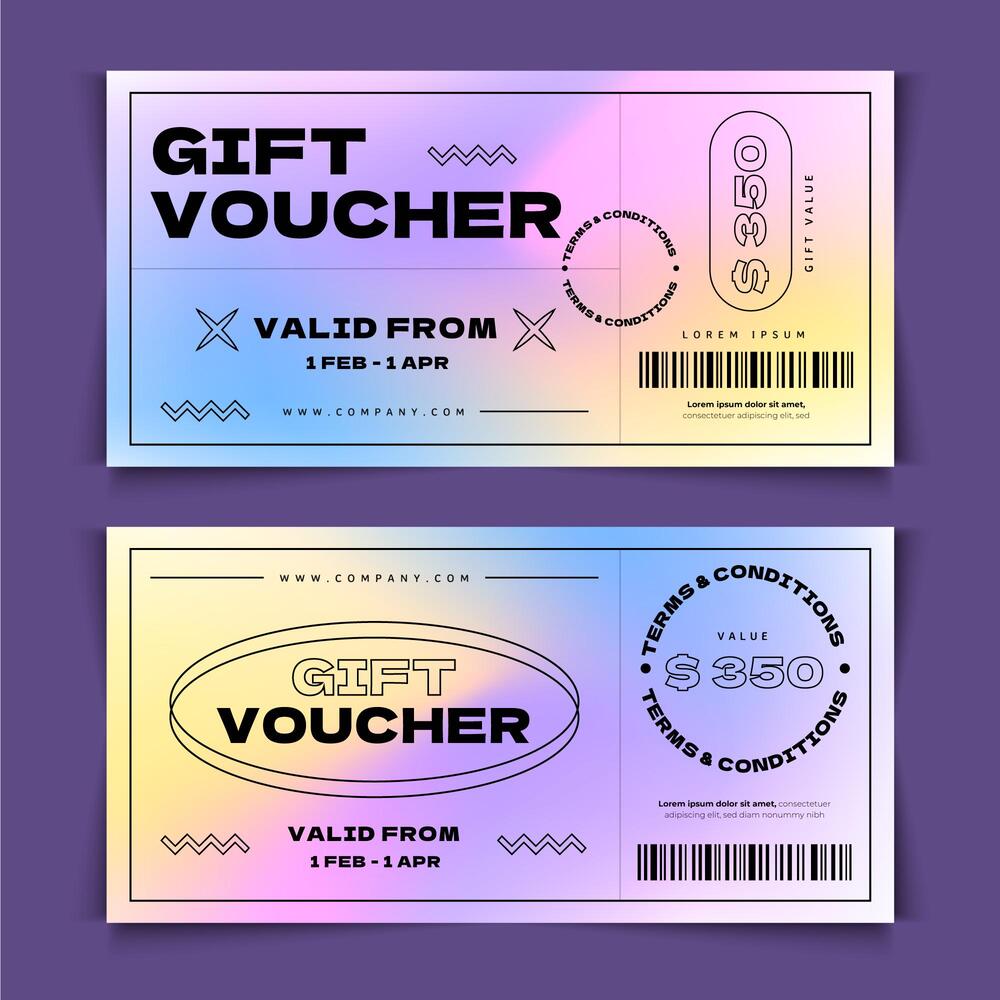 GIFT
VOUCHER
VALID FROM
1 FEB - 1 APR
WWW.COMPANY.COM
TERMS & CONDITIONS
TERMS & CONDITIONS
$ 350
GIFT VALUE
LOREM IPSUM
Lorem ipsum dolor sit amet,
consectetuer adipiscing elit, sed
WWW.COMPANY.COM
GIFT
VOUCHER
VALID FROM
1 FEB - 1 APR
TERMS & CONDITIONS
VALUE
$ 350
TERMS & CONDITIONS
Lorem ipsum dolor sit amet, consectetuer
adipiscing elit, sed diam nonummy nibh